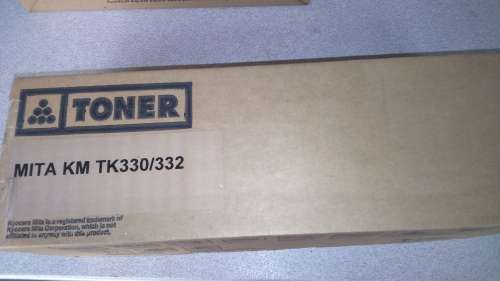 TONER
MITA KM TK330/332
Kyocera Mita is a registered trademark of
Kyocera Mita Corporation, which is not
affiliated in anyway with this product.